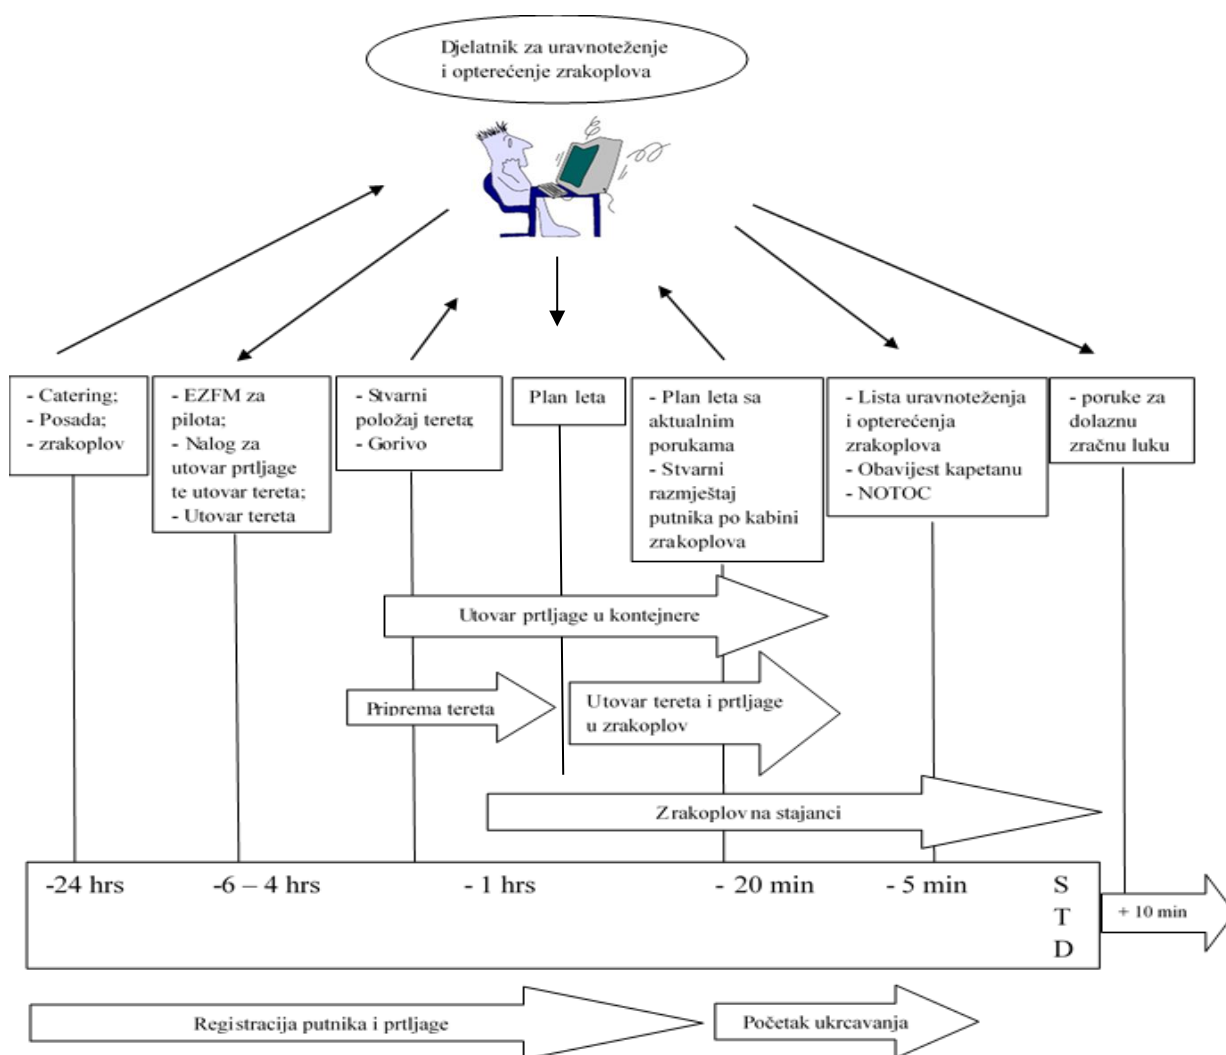 Djelatnik za uravnoteženje
i opterećenje zrakoplova
- Catering;
- Posada;
- zrakoplov
- EZFM za
pilota;
- Nalog za
utovar prtljage
te utovar tereta;
- Utovar tereta
- Stvarni
položaj tereta;
- Gorivo
Plan leta
- Plan leta sa
aktualnim
porukama
- Stvarni
razmještaj
putnika po kabini
zrakoplova
- Lista uravnoteženja
i opterećenja
zrakoplova
- Obavijest kapetanu
- NOTOC
- poruke za
dolaznu
zračnu luku
Utovar prtljage u kontejnere
Priprema tereta
Utovar tereta i prtljage
u zrakoplov
Zrakoplov na stajanci
-24 hrs
-6 – 4 hrs
- 1 hrs
- 20 min
- 5 min
S
T
D
+ 10 min
Registracija putnika i prtljage
Početak ukrcavanja